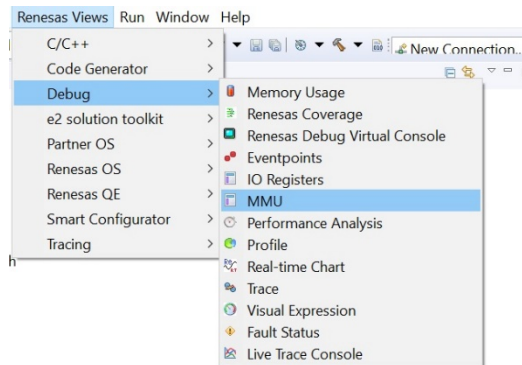 Renesas Views Run Window Help
New Connection...
C/C++
Code Generator
Debug
e2 solution toolkit
Partner OS
Renesas OS
Renesas QE
Smart Configurator
Tracing
h
Memory Usage
Renesas Coverage
Renesas Debug Virtual Console
Eventpoints
IO Registers
MMU
Performance Analysis
Profile
Real-time Chart
Trace
Visual Expression
Fault Status
Live Trace Console